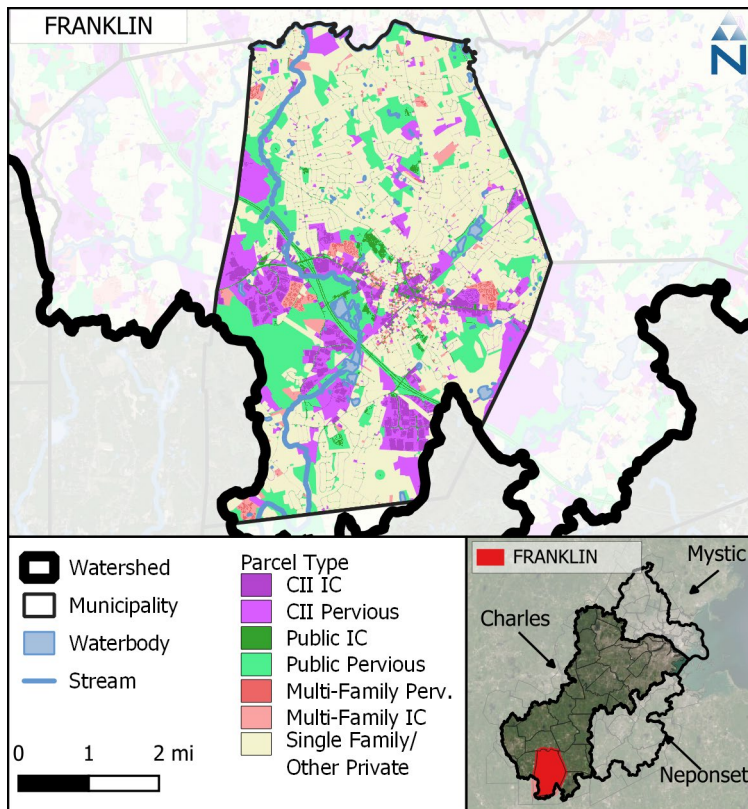 FRANKLIN
N
Watershed
Municipality
Waterbody
Stream
0 1 2 mi
Parcel Type
CII IC
CII Pervious
Public IC
Public Pervious
Multi-Family Perv.
Multi-Family IC
Single Family/
Other Private
FRANKLIN
Mystic
Charles
Neponset